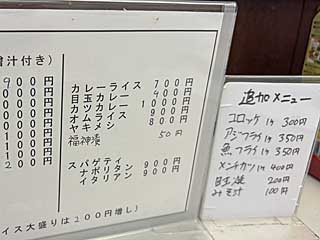 噌汁付き)
900円
000円
000円
000円
000円
100円
100円
200円
カレーライス 700円
目玉カレー
カツカレー 1000円
オムライス 900円
ヤキメシ 800円
福神漬 50円
スパゲティ
ナポリタン 900円
イタリアン 900円
イス大盛りは200円増し)
追加メニュー
コロッケ 1ヶ 300円
アジフライ 1ヶ 350円
魚フライ 1ヶ 350円
メンチカツ 1ヶ 400円
目玉焼 200円
みそ汁 100円